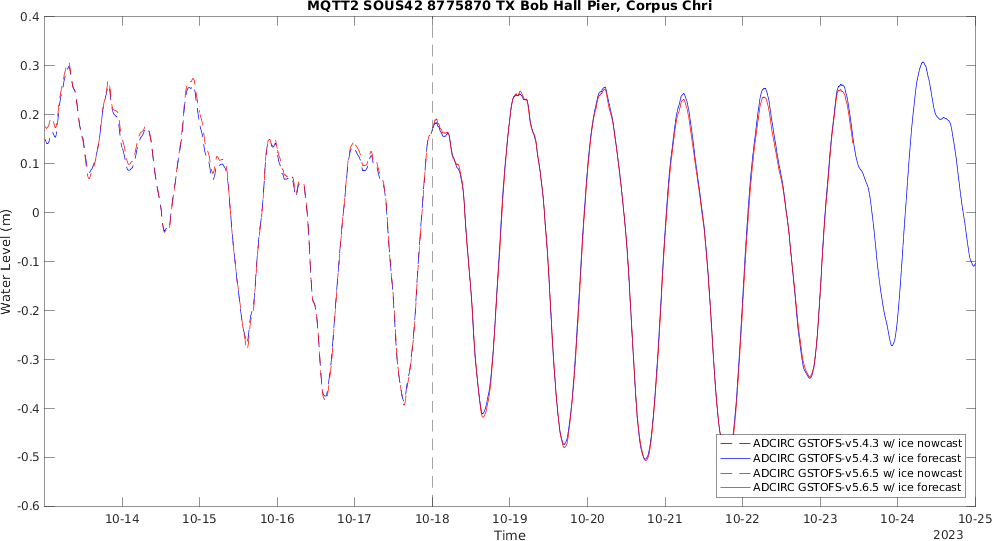 MQTT2 SOUS42 8775870 TX Bob Hall Pier, Corpus Chri
0.4
0.3
0.2
0.1
0
-0.1
-0.2
-0.3
-0.4
-0.5
-0.6
Water Level (m)
ADCIRC GSTOFS-v5.4.3 w/ ice nowcast
ADCIRC GSTOFS-v5.4.3 w/ ice forecast
ADCIRC GSTOFS-v5.6.5 w/ ice nowcast
ADCIRC GSTOFS-v5.6.5 w/ ice forecast
10-14 10-15 10-16 10-17 10-18 10-19 10-20 10-21 10-22 10-23 10-24 10-25
Time
2023